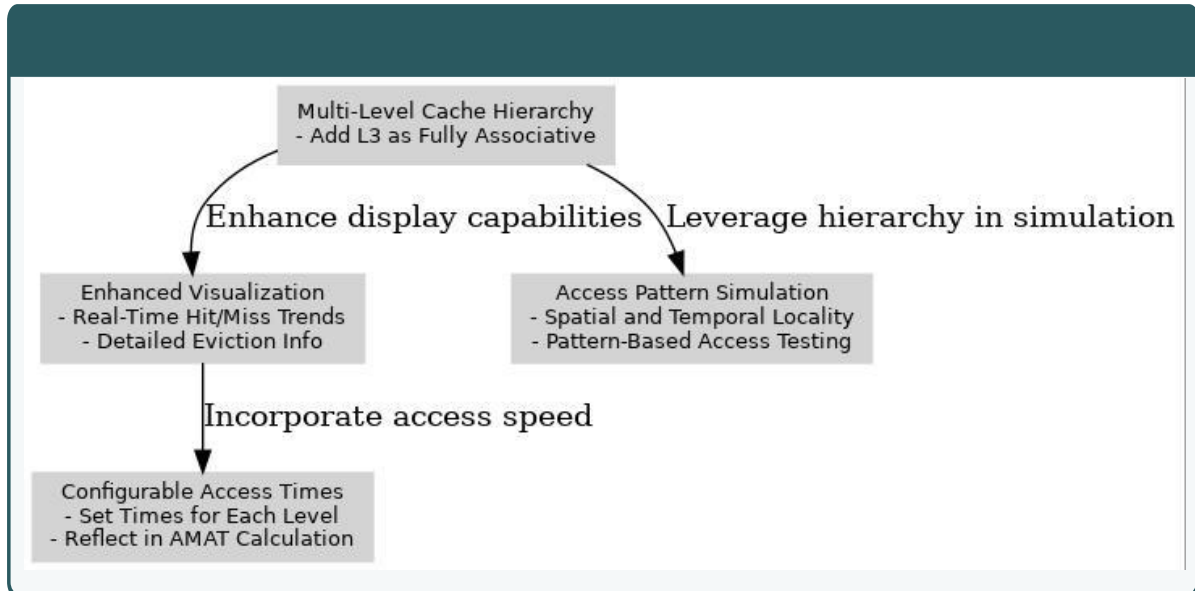 Multi-Level Cache Hierarchy
- Add L3 as Fully Associative
Enhance display capabilities
Leverage hierarchy in simulation
Enhanced Visualization
- Real-Time Hit/Miss Trends
- Detailed Eviction Info
Access Pattern Simulation
- Spatial and Temporal Locality
- Pattern-Based Access Testing
Incorporate access speed
Configurable Access Times
- Set Times for Each Level
- Reflect in AMAT Calculation